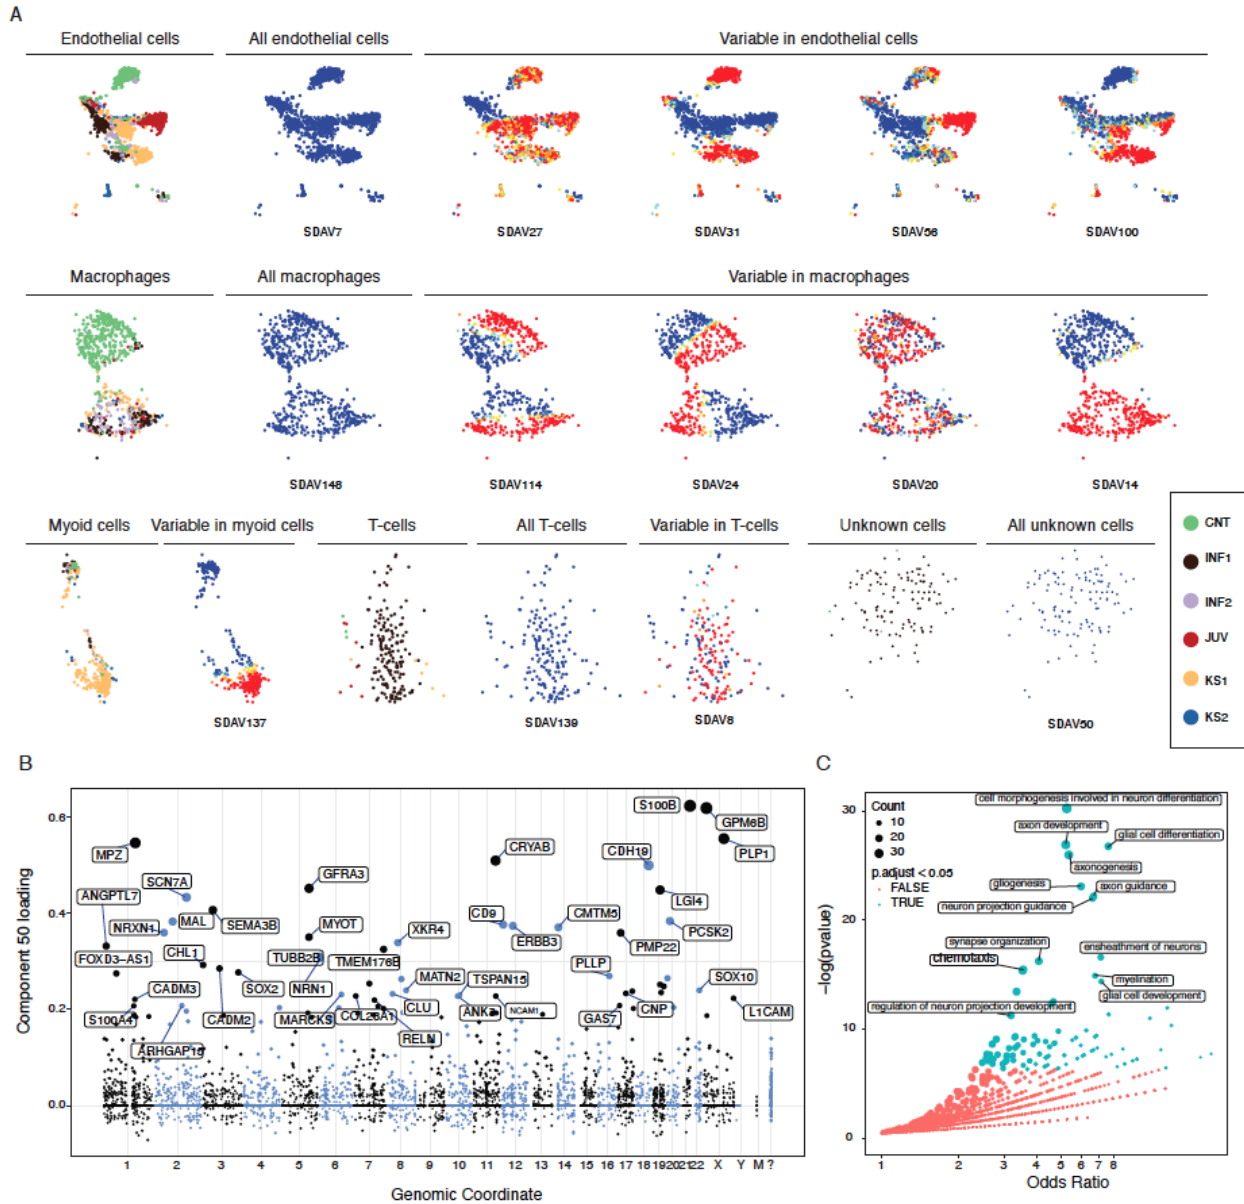 A
Endothelial cells
All endothelial cells
Variable in endothelial cells
SDAV7
SDAV27
SDAV31
SDAV56
SDAV100
Macrophages
All macrophages
Variable in macrophages
SDAV148
SDAV114
SDAV24
SDAV20
SDAV14
Myoid cells
Variable in myoid cells
T-cells
All T-cells
Variable in T-cells
Unknown cells
All unknown cells
SDAV137
SDAV139
SDAV8
SDAV50
CNT
INF1
INF2
JUV
KS1
KS2
B
Component 50 loading
0.6
0.4
0.2
0.0
S100B
GPM6B
PLP1
MPZ
CRYAB
CDH19
SCN7A
GFRA3
ANGPTL7
LGI4
NRXN1
MAL
SEMA3B
MYOT
XKR4
CD9
ERBB3
CMTM5
PCSK2
PMP22
FOXD3-AS1
CHL1
TUBB2B
TMEM176B
NRN1
MATN2
TSPAN15
PLLP
SOX10
CADM3
SOX2
CLU
S100A4
CADM2
MARCKS
COL28A1
NCAM1
GAS7
CNP
L1CAM
ARHGAP15
RELN
1 2 3 4 5 6 7 8 9 10 11 12 13 14 15 16 17 18 19 20 21 22 X Y M ?
Genomic Coordinate
C
−log(pvalue)
30
20
10
0
Count
10
20
30
p.adjust < 0.05
FALSE
TRUE
cell morphogenesis involved in neuron differentiation
axon development
glial cell differentiation
axonogenesis
gliogenesis
axon guidance
neuron projection guidance
synapse organization
ensheathment of neurons
chemotaxis
myelination
glial cell development
regulation of neuron projection development
1 2 3 4 5 6 7 8
Odds Ratio